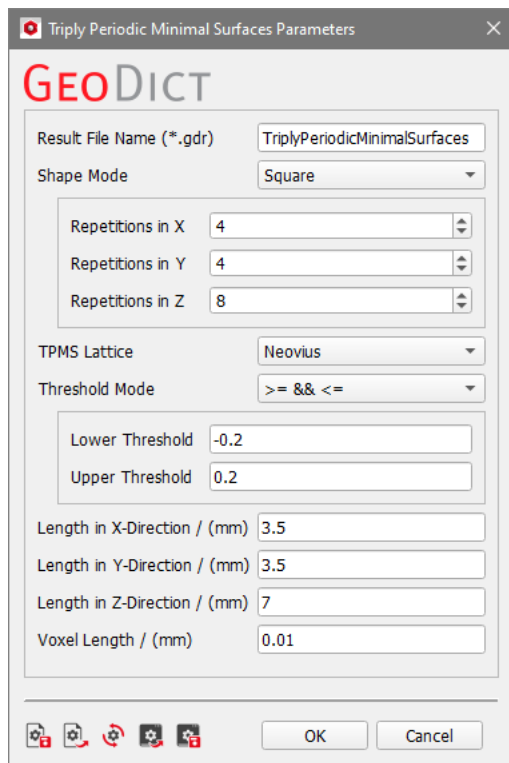 Triply Periodic Minimal Surfaces Parameters
GEODICT
Result File Name (*.gdr) TriplyPeriodicMinimalSurfaces
Shape Mode Square
Repetitions in X 4
Repetitions in Y 4
Repetitions in Z 8
TPMS Lattice Neovius
Threshold Mode >= && <=
Lower Threshold -0.2
Upper Threshold 0.2
Length in X-Direction / (mm) 3.5
Length in Y-Direction / (mm) 3.5
Length in Z-Direction / (mm) 7
Voxel Length / (mm) 0.01
OK Cancel